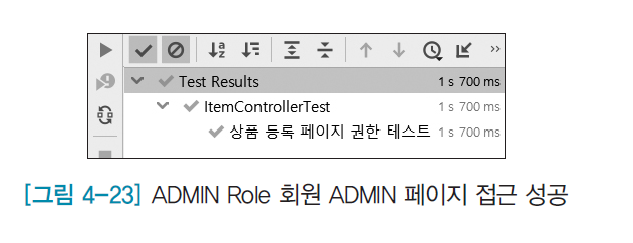 Test Results 1 s 700 ms
ItemControllerTest 1 s 700 ms
상품 등록 페이지 권한 테스트 1 s 700 ms
[그림 4-23] ADMIN Role 회원 ADMIN 페이지 접근 성공